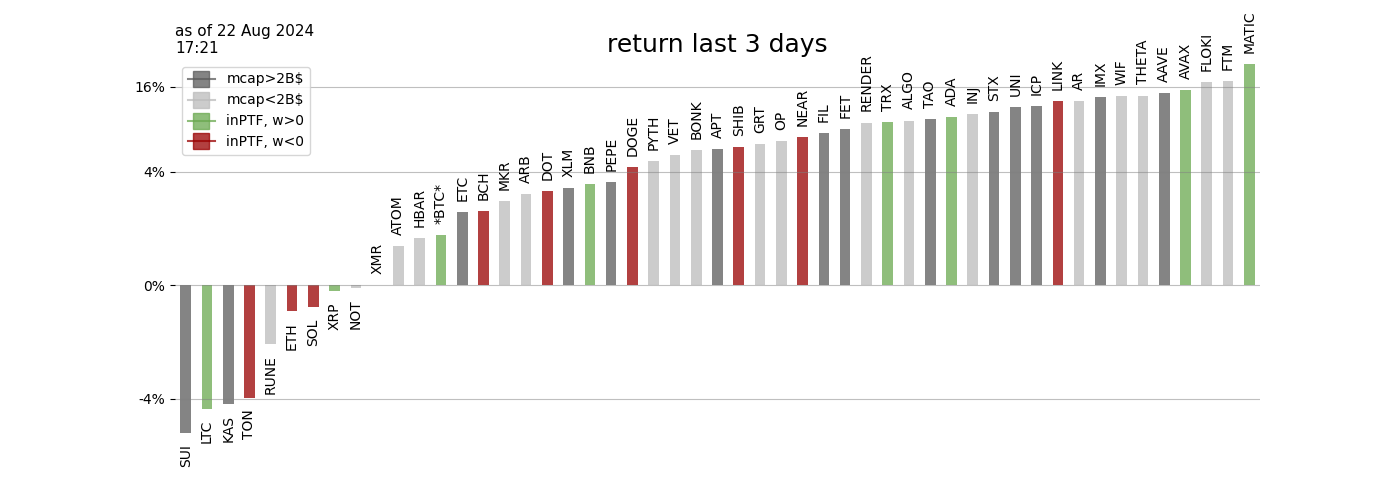 as of 22 Aug 2024
17:21
return last 3 days
mcap>2B$
mcap<2B$
inPTF, w>0
inPTF, w<0
16%
4%
0%
-4%
SUI
LTC
KAS
TON
RUNE
ETH
SOL
XRP
NOT
XMR
ATOM
HBAR
*BTC*
ETC
BCH
MKR
ARB
DOT
XLM
BNB
PEPE
DOGE
PYTH
VET
BONK
APT
SHIB
GRT
OP
NEAR
FIL
FET
RENDER
TRX
ALGO
TAO
ADA
INJ
STX
UNI
ICP
LINK
AR
IMX
WIF
THETA
AAVE
AVAX
FLOKI
FTM
MATIC